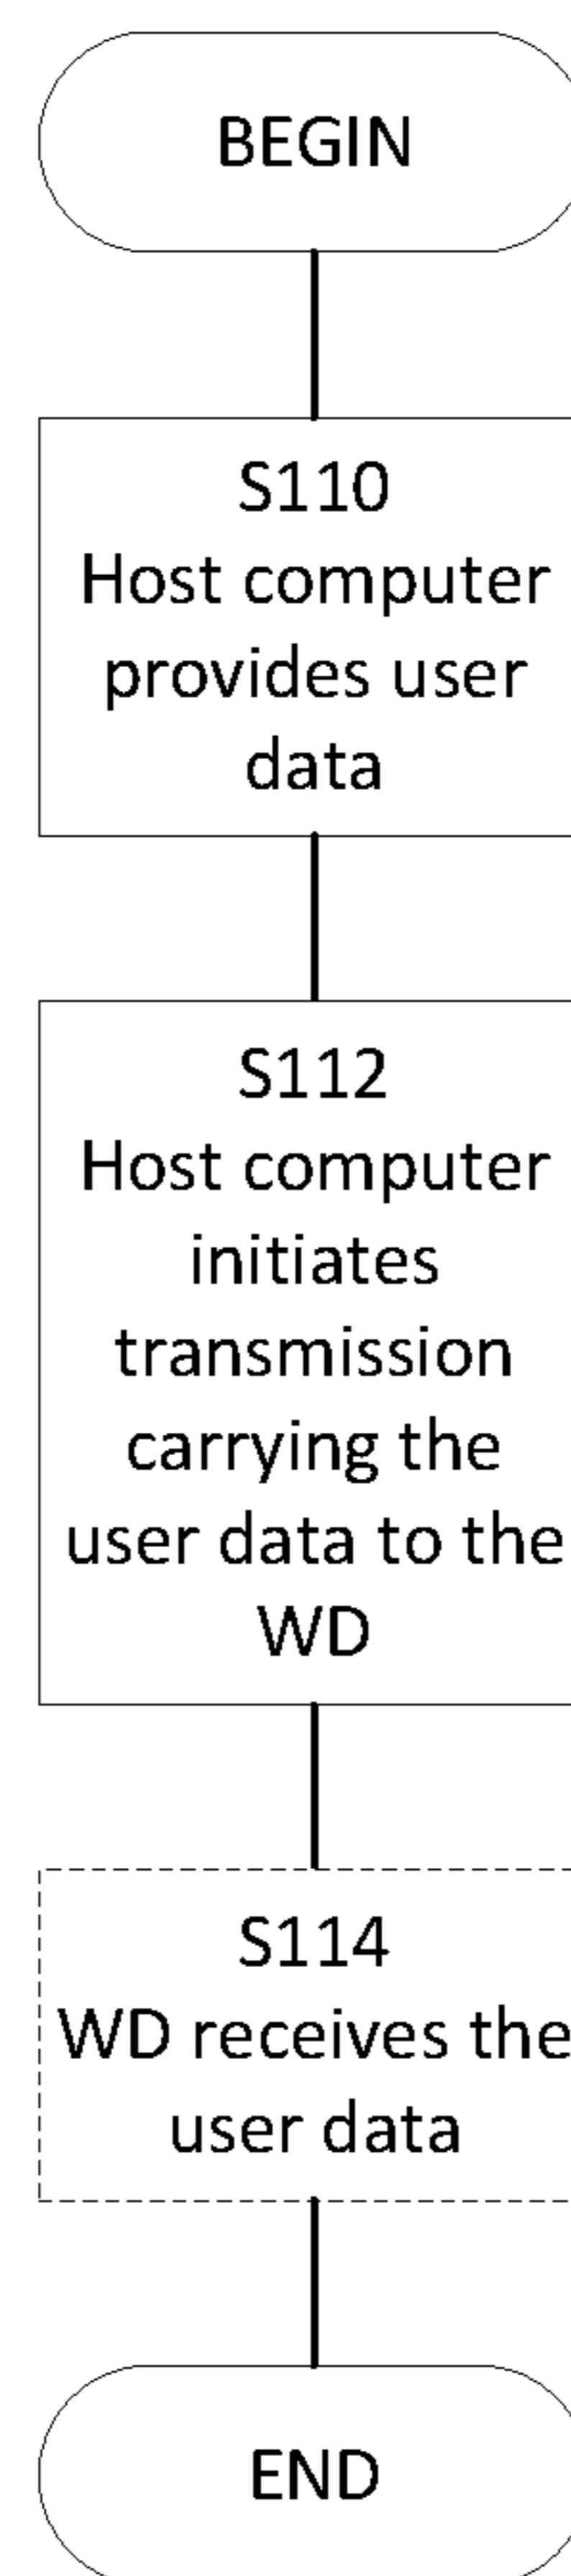 BEGIN
S110
Host computer
provides user
data
S112
Host computer
initiates
transmission
carrying the
user data to the
WD
S114
WD receives the
user data
END